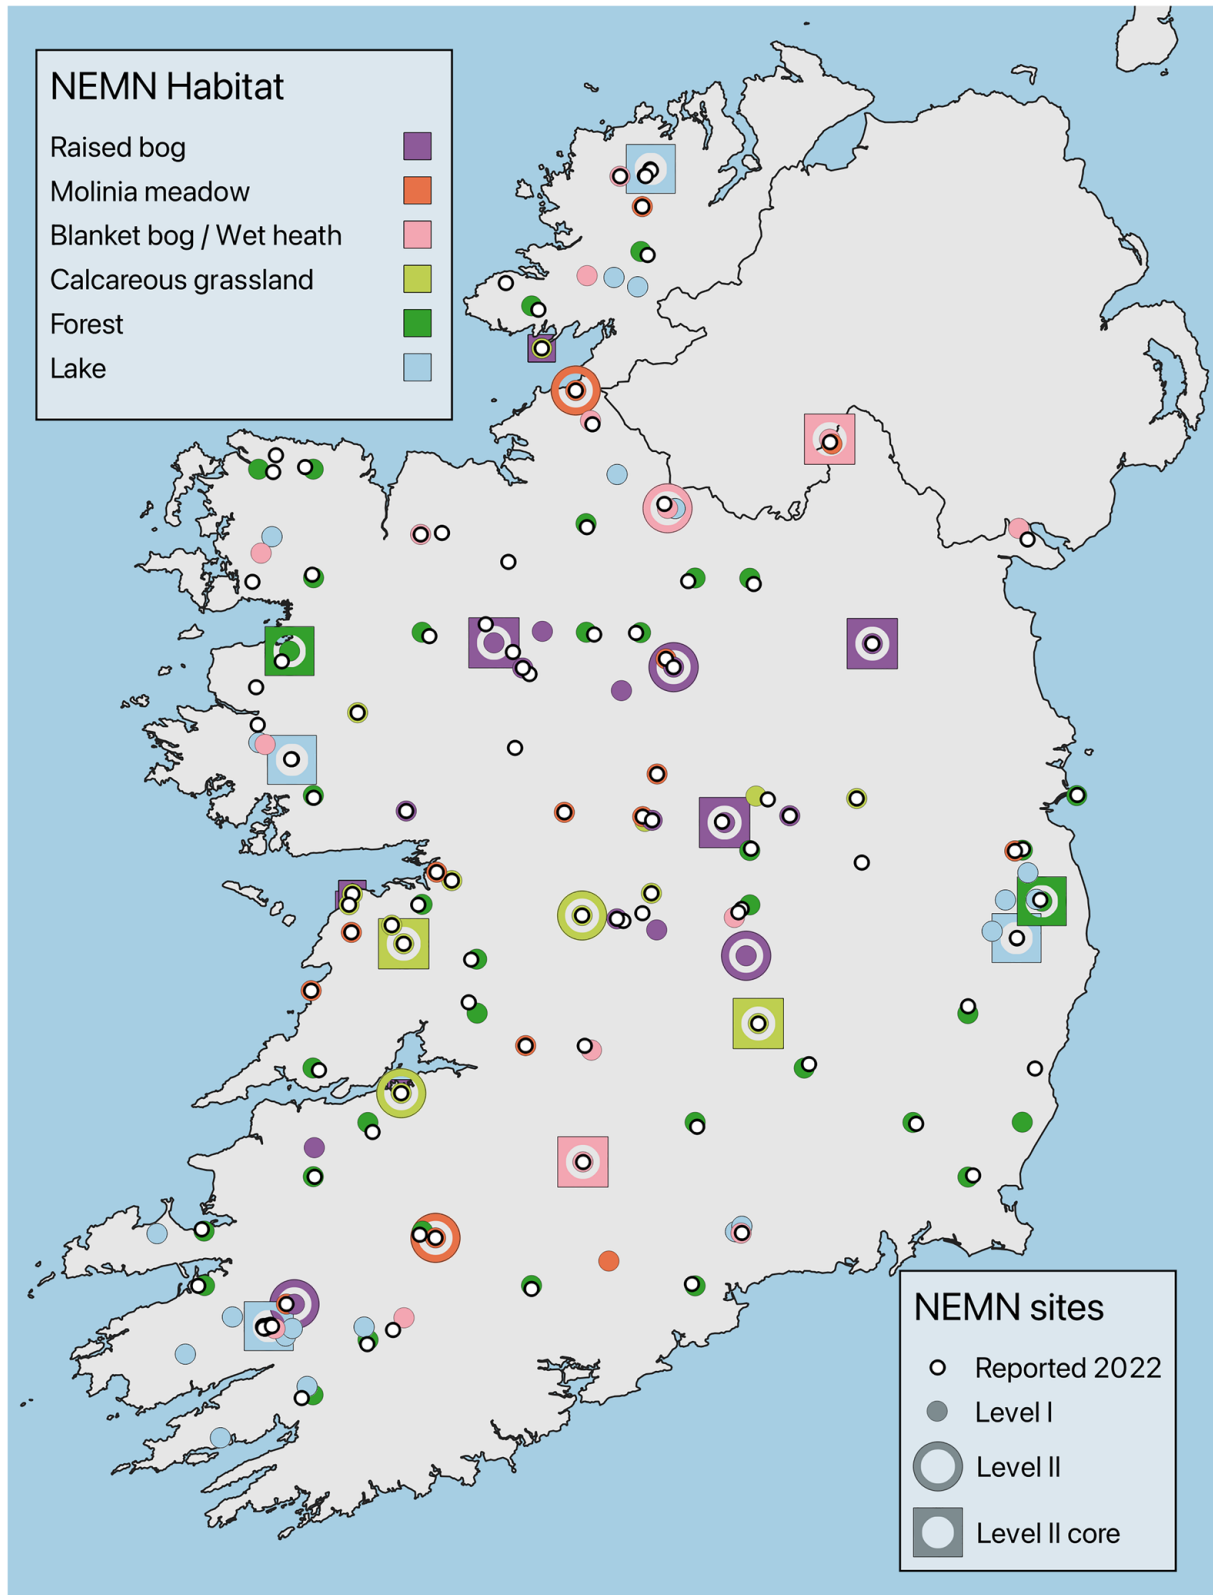 NEMN Habitat
Raised bog
Molinia meadow
Blanket bog / Wet heath
Calcareous grassland
Forest
Lake
NEMN sites
Reported 2022
Level I
Level II
Level II core